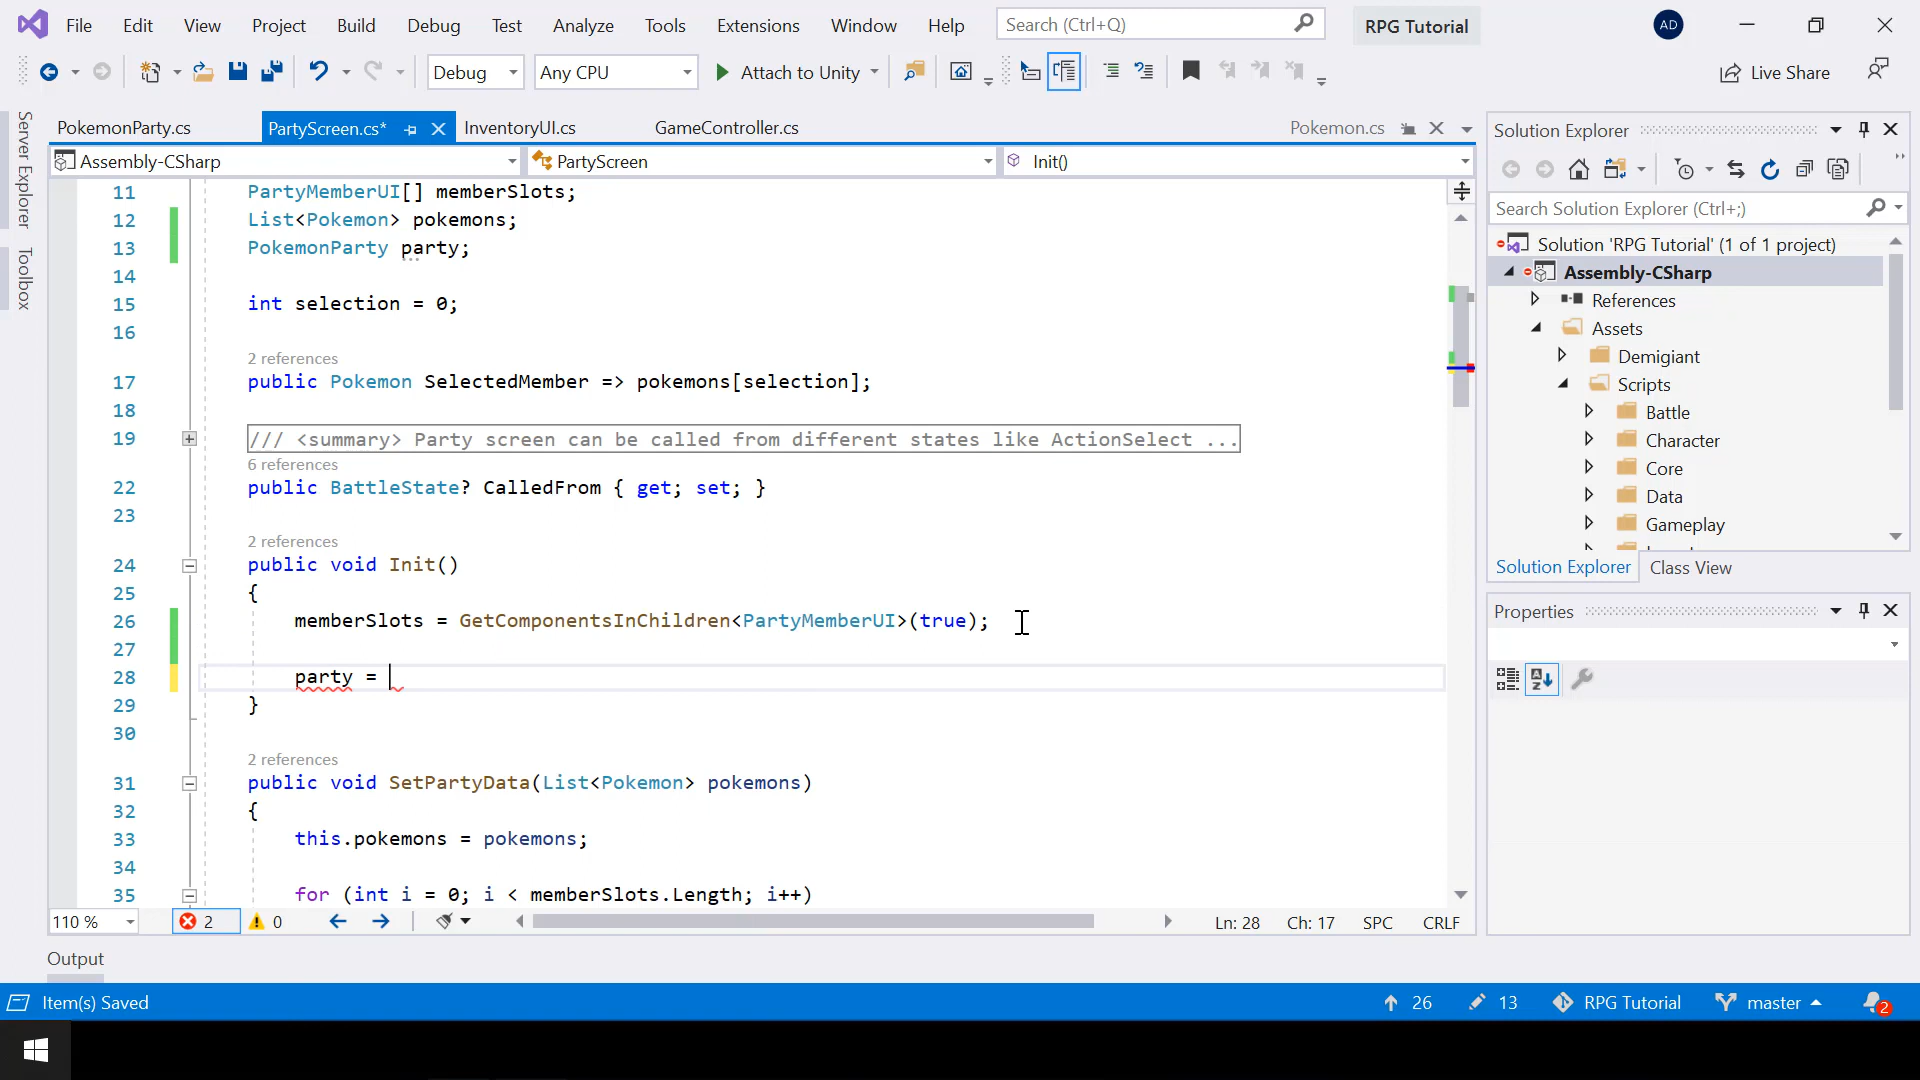 File Edit View Project Build Debug Test Analyze Tools Extensions Window Help Search (Ctrl+Q) RPG Tutorial AD
Debug Any CPU Attach to Unity Live Share
Server Explorer
Toolbox
PokemonParty.cs PartyScreen.cs* InventoryUI.cs GameController.cs Pokemon.cs
Assembly-CSharp PartyScreen Init()
11 PartyMemberUI[] memberSlots;
12 List<Pokemon> pokemons;
13 PokemonParty party;
14
15 int selection = 0;
16
2 references
17 public Pokemon SelectedMember => pokemons[selection];
18
19 /// <summary> Party screen can be called from different states like ActionSelect ...
6 references
22 public BattleState? CalledFrom { get; set; }
23
2 references
24 public void Init()
25 {
26 memberSlots = GetComponentsInChildren<PartyMemberUI>(true);
27
28 party =
29 }
30
2 references
31 public void SetPartyData(List<Pokemon> pokemons)
32 {
33 this.pokemons = pokemons;
34
35 for (int i = 0; i < memberSlots.Length; i++)
110 % 2 0 Ln: 28 Ch: 17 SPC CRLF
Solution Explorer
Search Solution Explorer (Ctrl+;)
Solution 'RPG Tutorial' (1 of 1 project)
Assembly-CSharp
References
Assets
Demigiant
Scripts
Battle
Character
Core
Data
Gameplay
Solution Explorer Class View
Properties
Output
Item(s) Saved 26 13 RPG Tutorial master 2